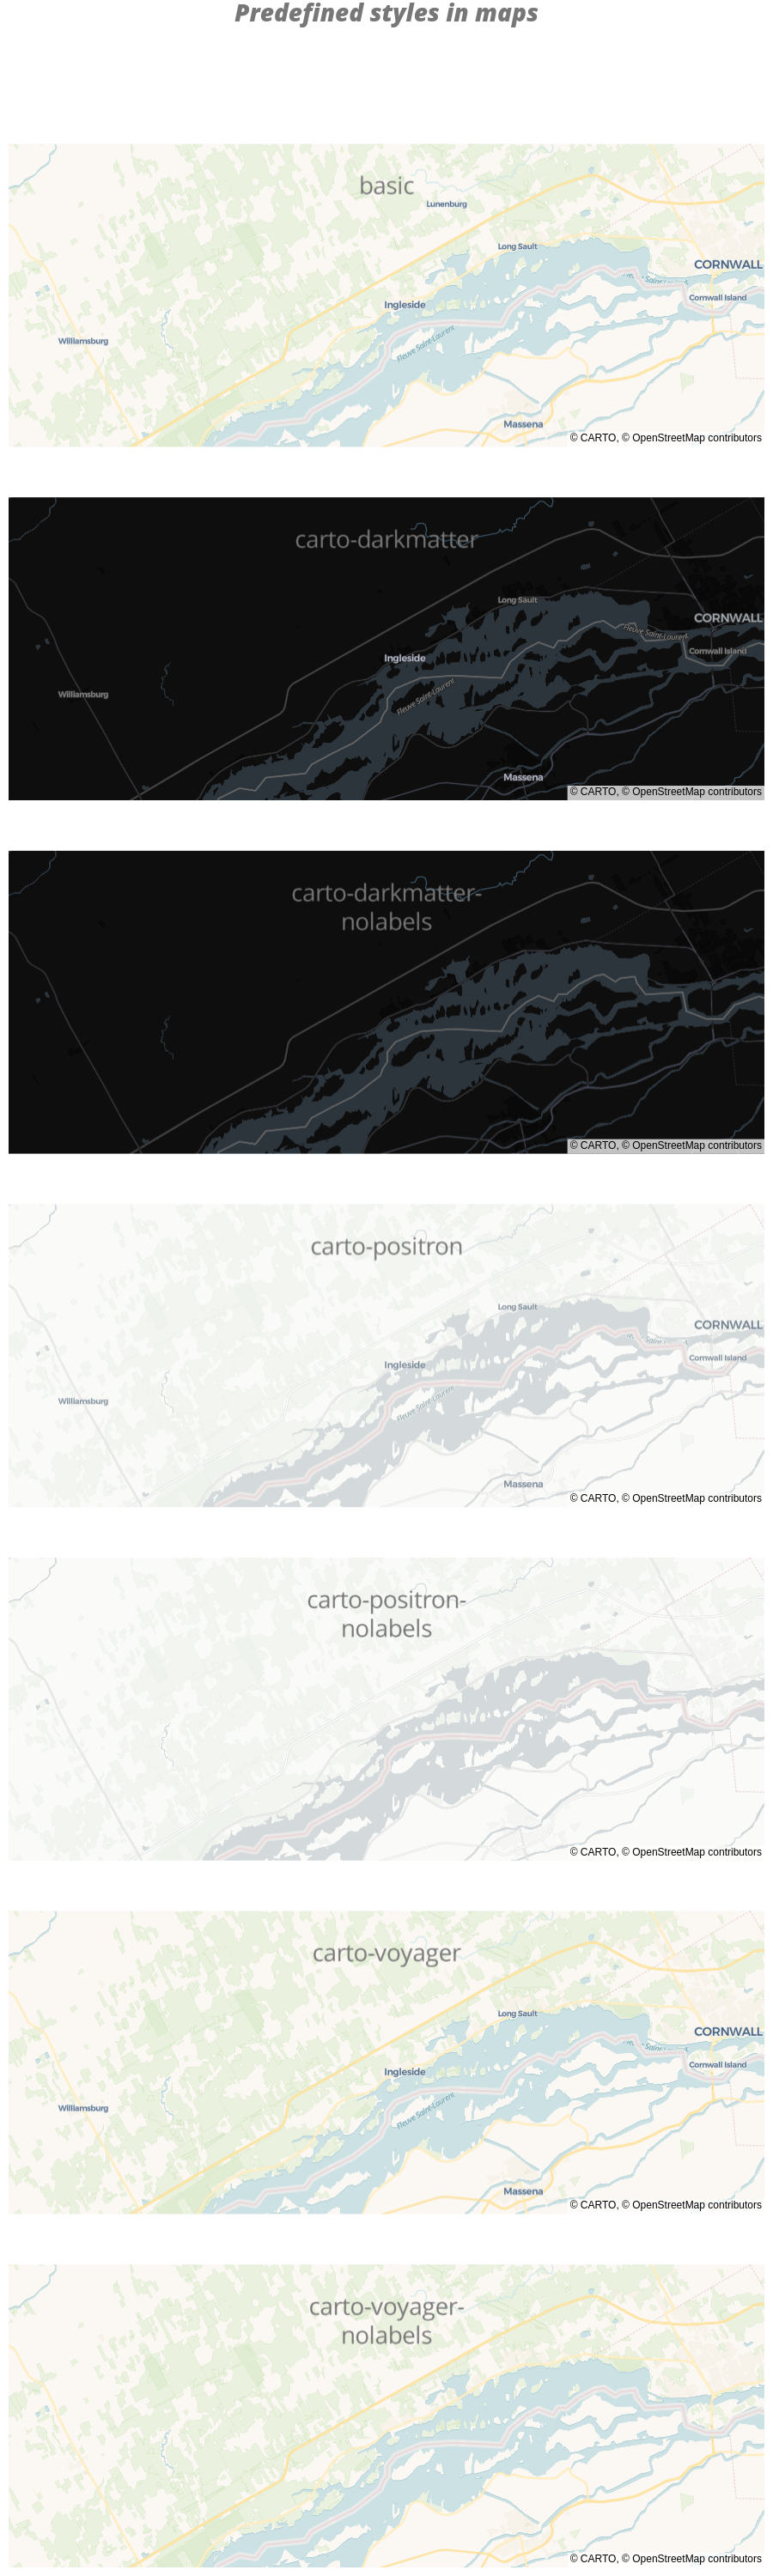 Predefined styles in maps
basic
Lunenburg
Long Sault
CORNWALL
Cornwall Island
Ingleside
Williamsburg
Fleuve Saint-Laurent
Massena
© CARTO, © OpenStreetMap contributors
carto-darkmatter
Long Sault
CORNWALL
Fleuve Saint-Laurent
Cornwall Island
Ingleside
Williamsburg
Fleuve Saint-Laurent
Massena
© CARTO, © OpenStreetMap contributors
carto-darkmatter-
nolabels
© CARTO, © OpenStreetMap contributors
carto-positron
Long Sault
CORNWALL
Cornwall Island
Ingleside
Williamsburg
Fleuve Saint-Laurent
Massena
© CARTO, © OpenStreetMap contributors
carto-positron-
nolabels
© CARTO, © OpenStreetMap contributors
carto-voyager
Long Sault
CORNWALL
Cornwall Island
Ingleside
Williamsburg
Fleuve Saint-Laurent
Massena
© CARTO, © OpenStreetMap contributors
carto-voyager-
nolabels
© CARTO, © OpenStreetMap contributors